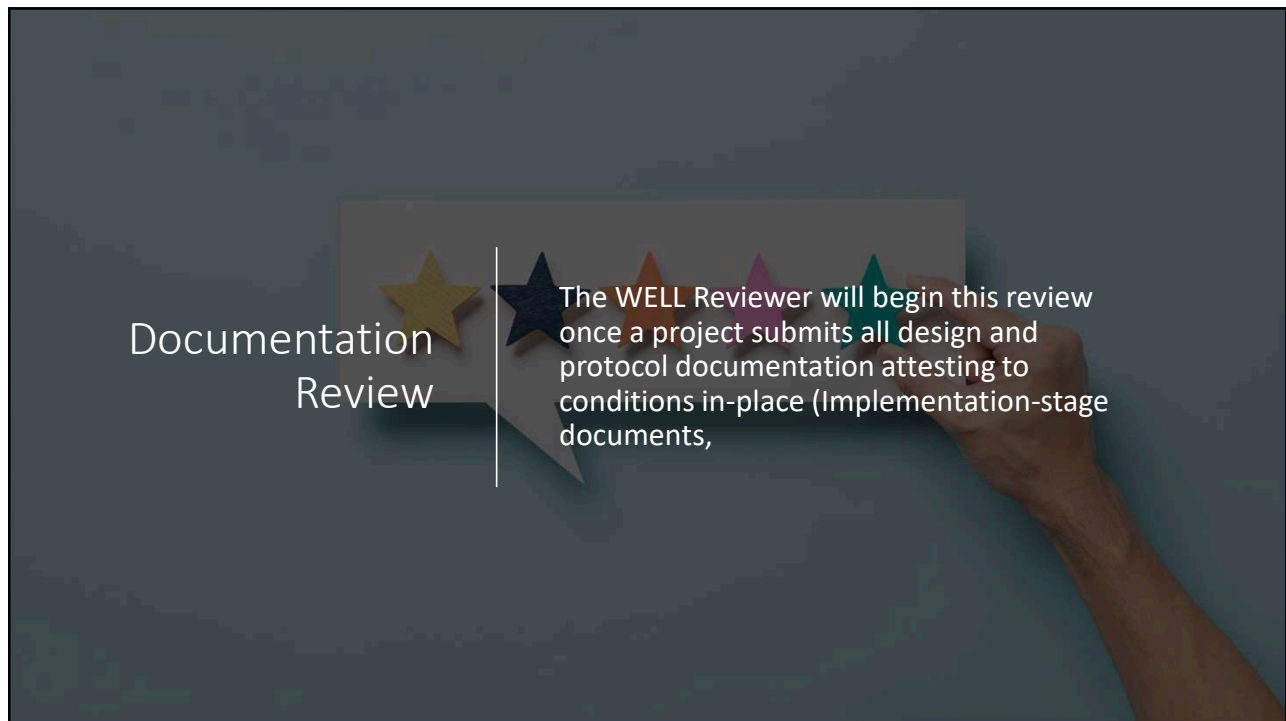 Documentation
Review
The WELL Reviewer will begin this review
once a project submits all design and
protocol documentation attesting to
conditions in-place (Implementation-stage
documents,